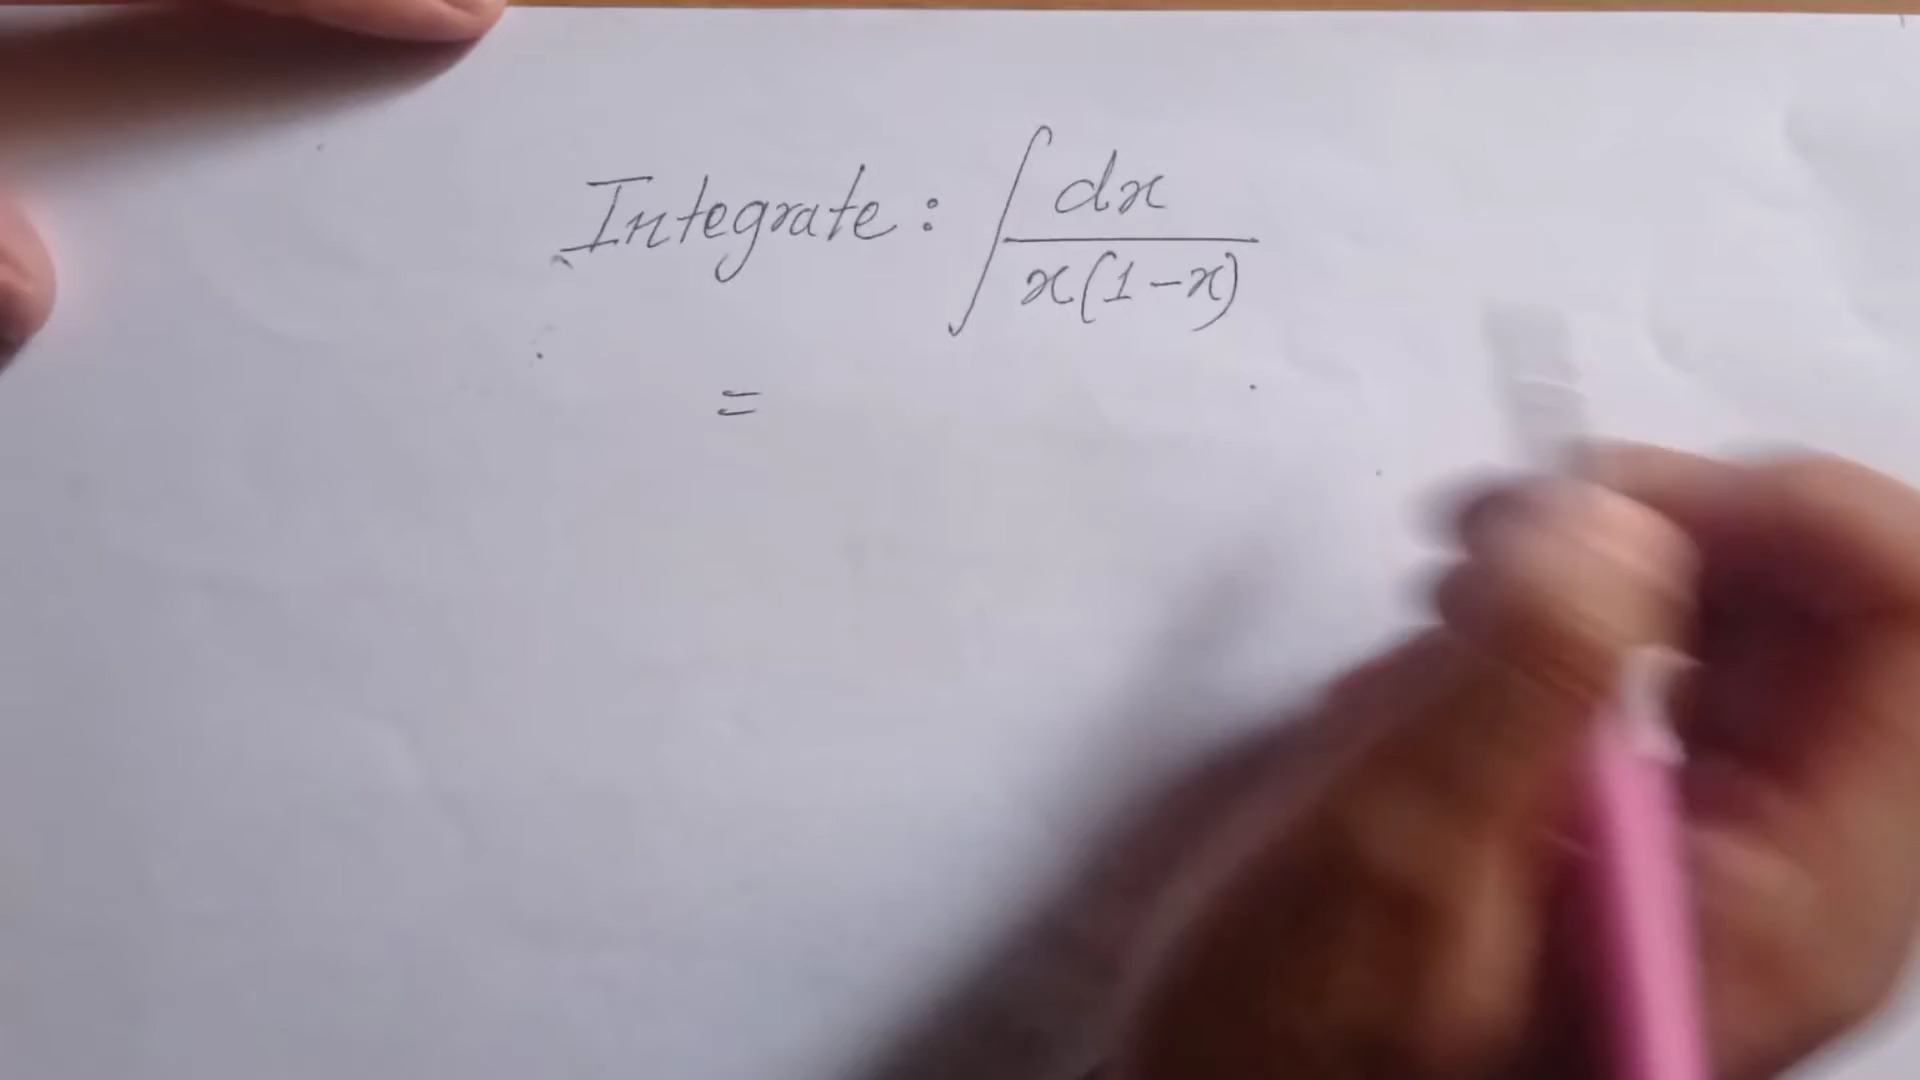 Integrate : ∫ dx / x(1-x)
=